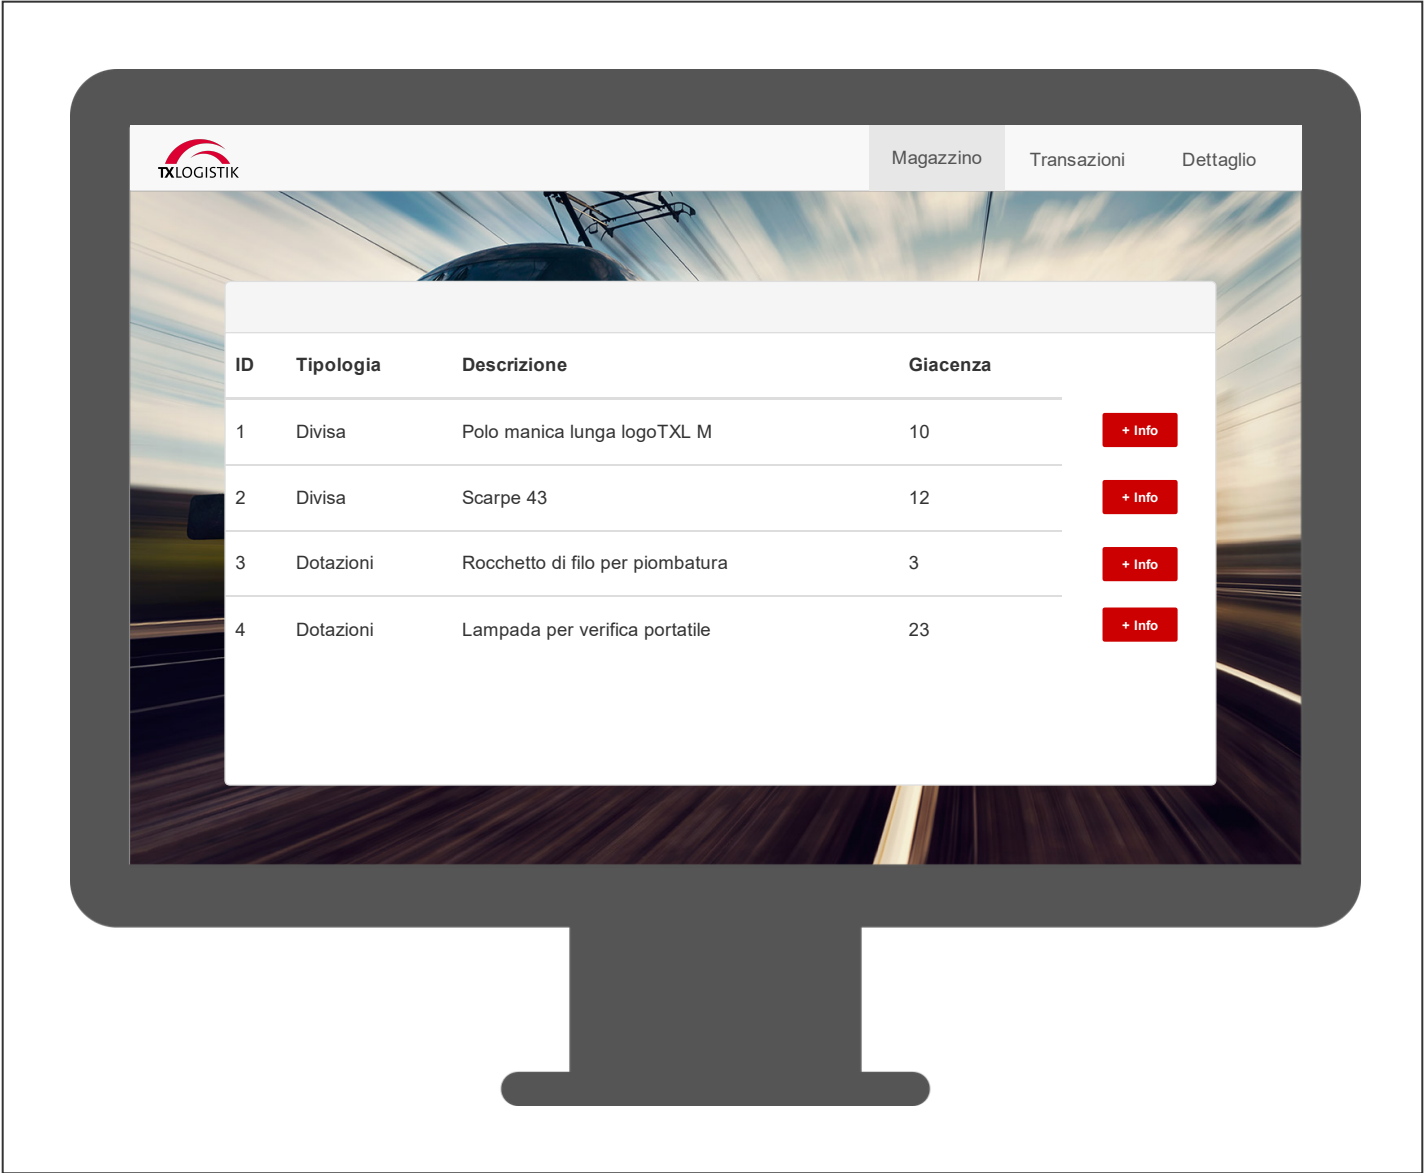 TXLOGISTIK
Magazzino Transazioni Dettaglio
ID Tipologia Descrizione Giacenza
1 Divisa Polo manica lunga logoTXL M 10 + Info
2 Divisa Scarpe 43 12 + Info
3 Dotazioni Rocchetto di filo per piombatura 3 + Info
4 Dotazioni Lampada per verifica portatile 23 + Info